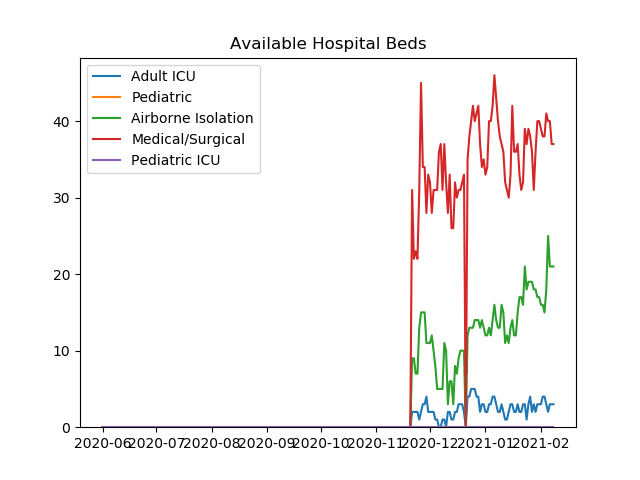 Available Hospital Beds
Adult ICU
Pediatric
Airborne Isolation
Medical/Surgical
Pediatric ICU
40
30
20
10
0
2020-06 2020-07 2020-08 2020-09 2020-10 2020-11 2020-12 2021-01 2021-02